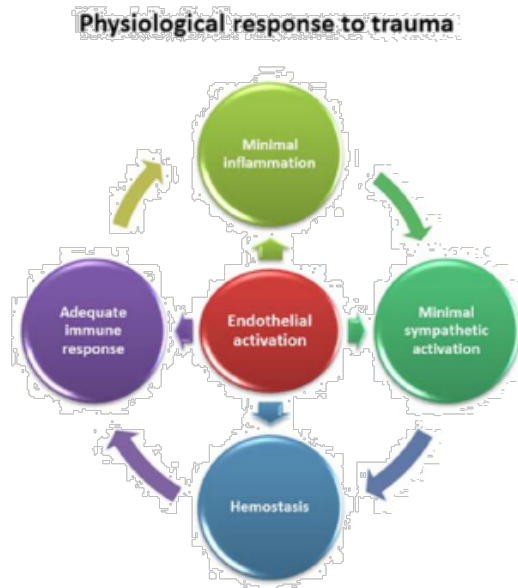 Physiological response to trauma
Minimal
inflammation
Adequate
immune
response
Endothelial
activation
Minimal
sympathetic
activation
Hemostasis